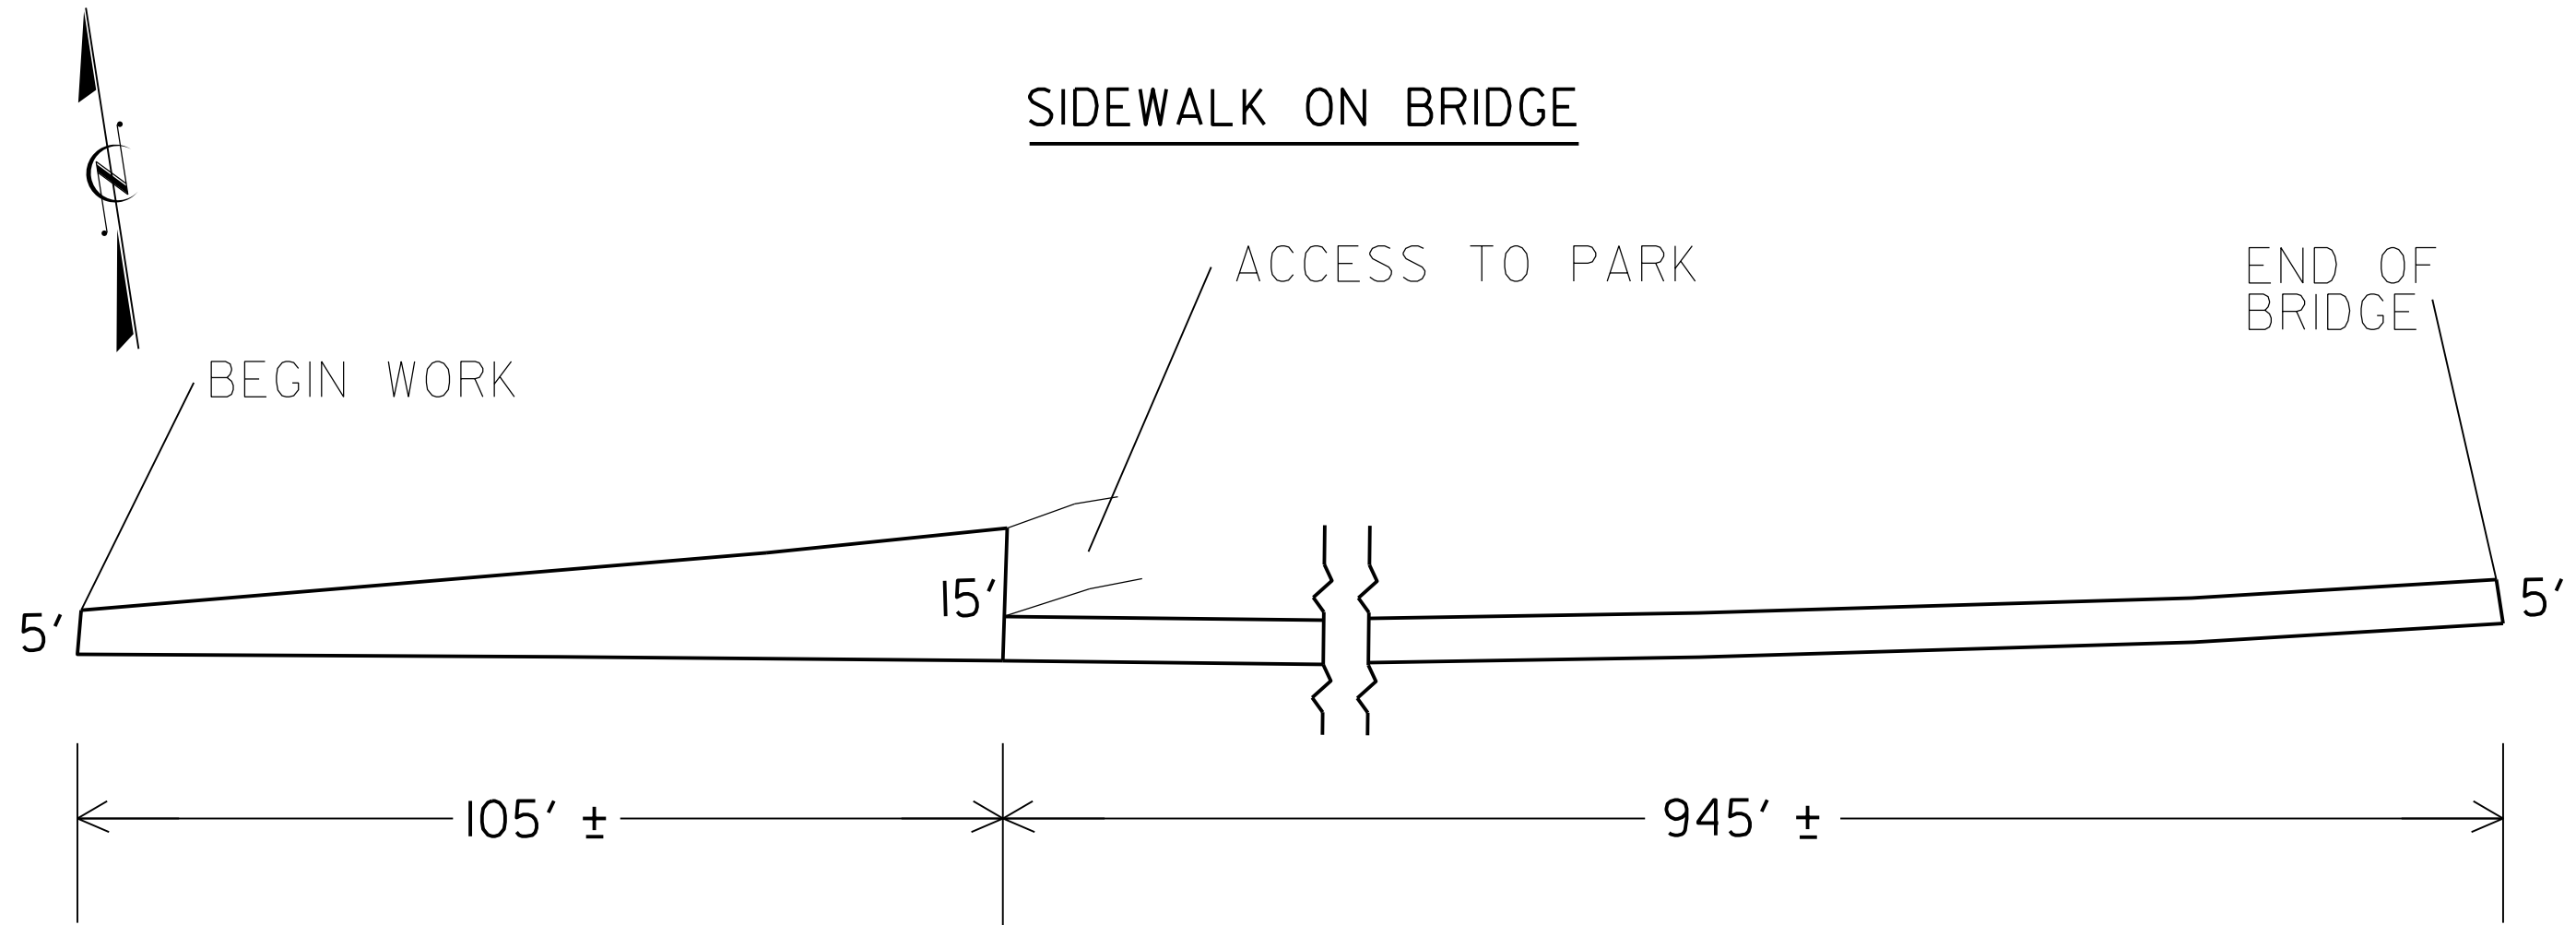 SIDEWALK ON BRIDGE
N
ACCESS TO PARK
END OF
BRIDGE
BEGIN WORK
15'
5'
5'
105' ±
945' ±